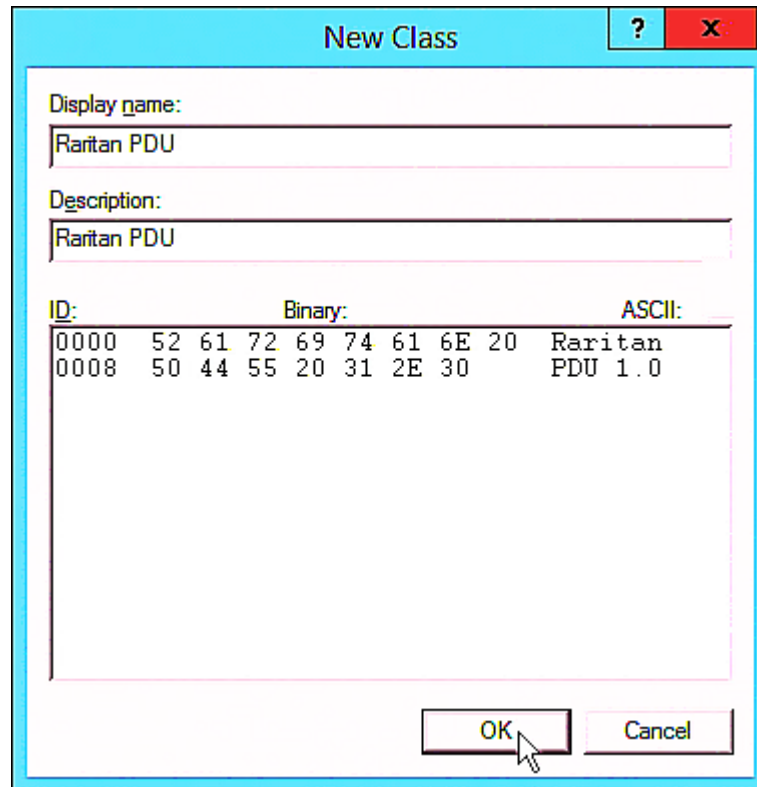 New Class
?
x
Display name:
Raritan PDU
Description:
Raritan PDU
ID: Binary: ASCII:
0000 52 61 72 69 74 61 6E 20 Raritan
0008 50 44 55 20 31 2E 30 PDU 1.0
OK Cancel